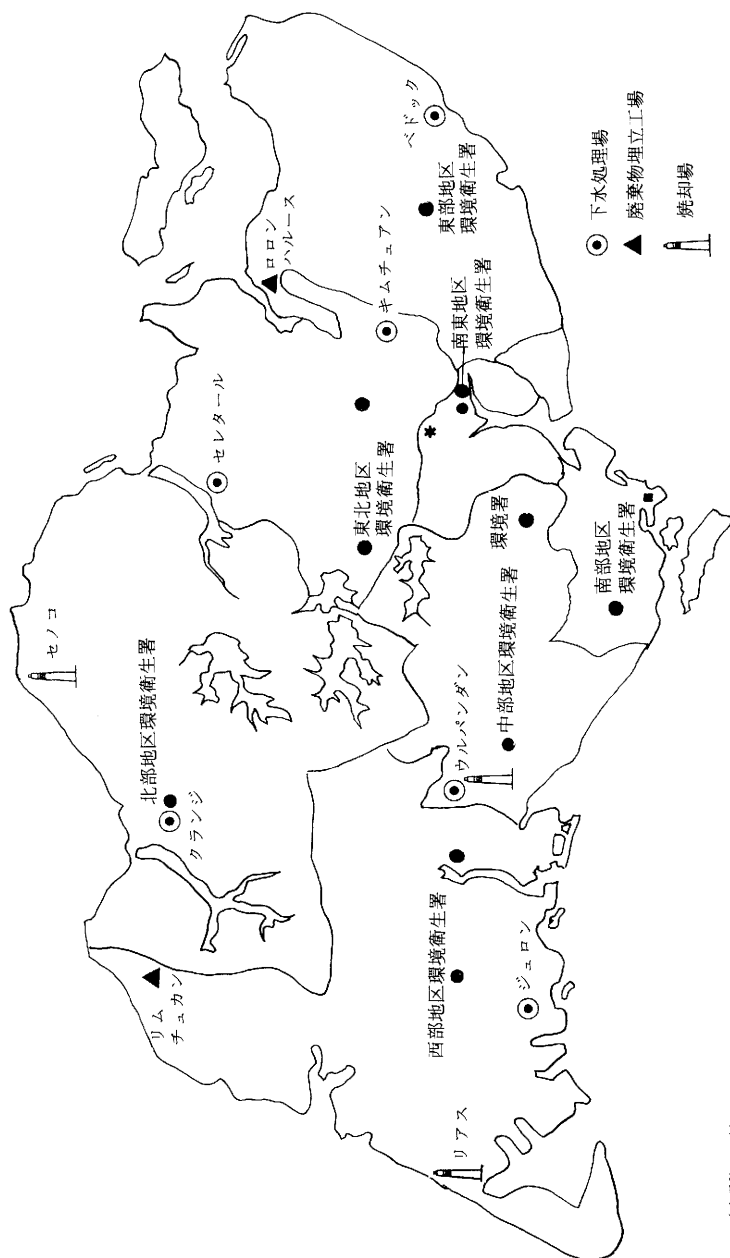 セノコ
北部地区環境衛生署
クランジ
リム
チュカン
セレタール
ロロン
ハルース
キムチュアン
東北地区
環境衛生署
ベドック
東部地区
環境衛生署
南東地区
環境衛生署
環境署
中部地区環境衛生署
ウルパンダン
南部地区
環境衛生署
西部地区環境衛生署
ジュロン
リアス
下水処理場
廃棄物埋立工場
焼却場